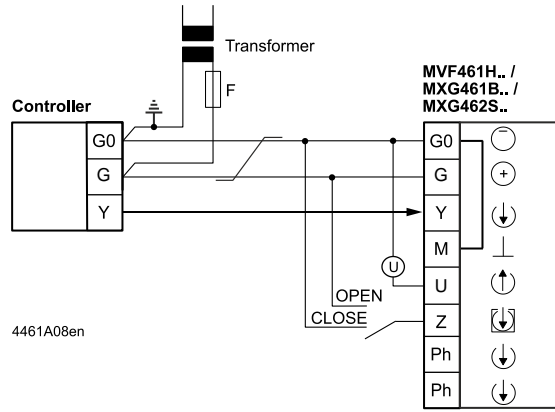 Transformer
F
MVF461H.. /
MXG461B.. /
MXG462S..
Controller
G0
G
Y
G0
G
Y
M
U
Z
Ph
Ph
U
OPEN
CLOSE
4461A08en